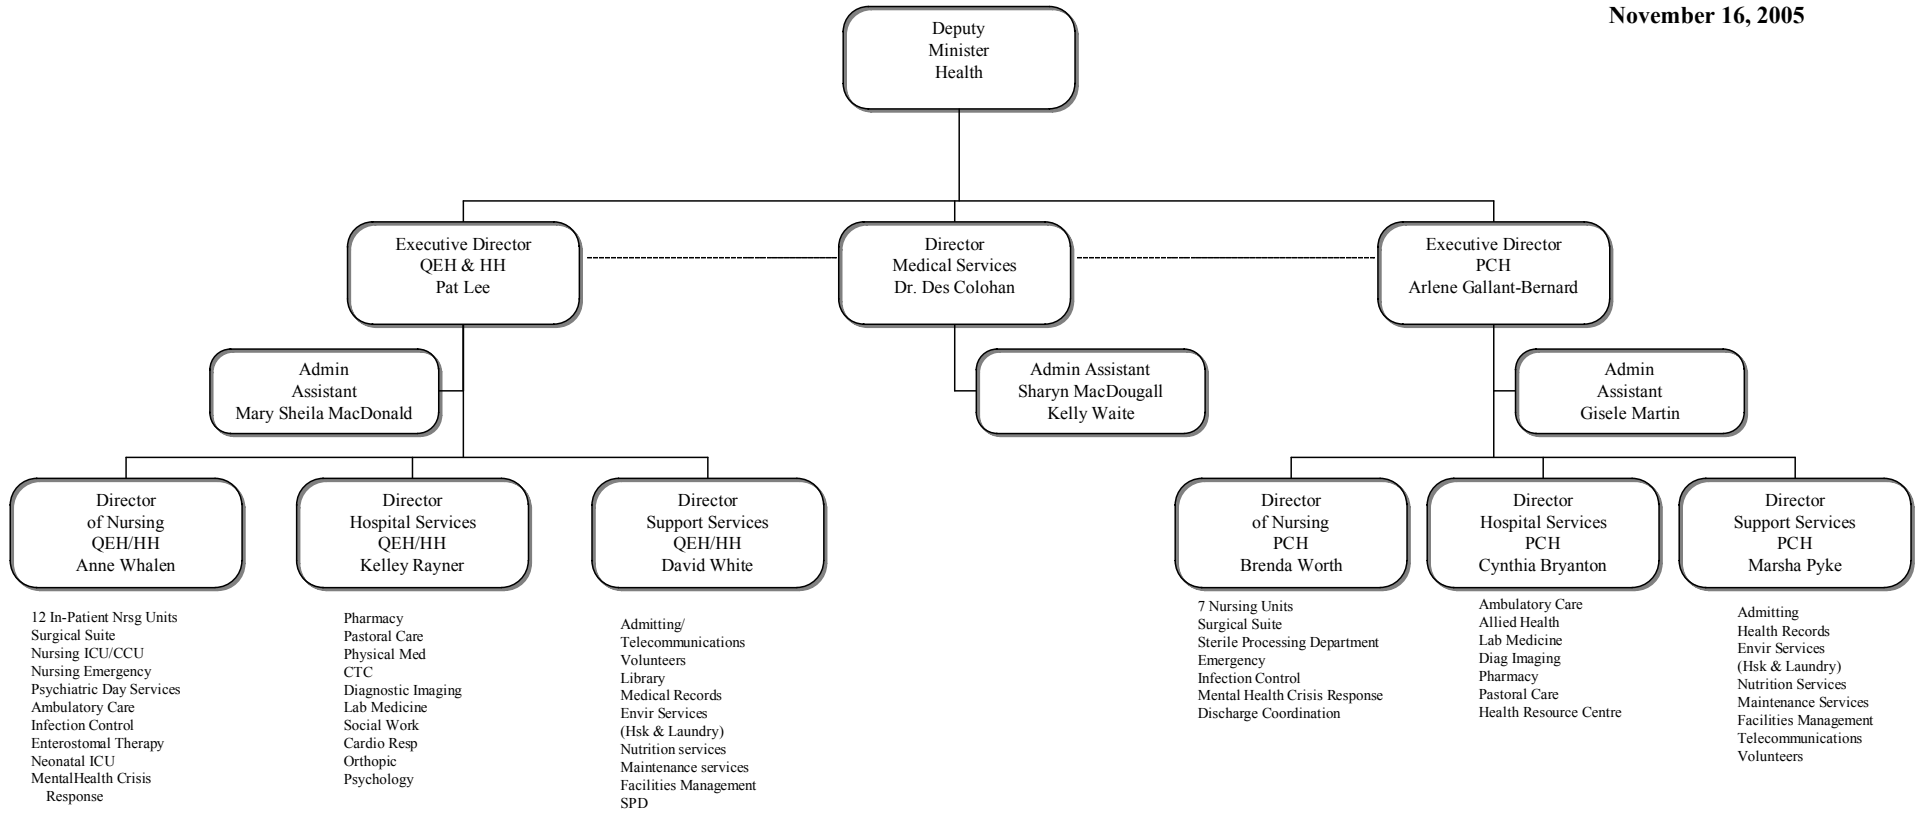 November 16, 2005
Deputy
Minister
Health
Executive Director
QEH & HH
Pat Lee
Director
Medical Services
Dr. Des Colohan
Executive Director
PCH
Arlene Gallant-Bernard
Admin
Assistant
Mary Sheila MacDonald
Admin Assistant
Sharyn MacDougall
Kelly Waite
Admin
Assistant
Gisele Martin
Director
of Nursing
QEH/HH
Anne Whalen
Director
Hospital Services
QEH/HH
Kelley Rayner
Director
Support Services
QEH/HH
David White
Director
of Nursing
PCH
Brenda Worth
Director
Hospital Services
PCH
Cynthia Bryanton
Director
Support Services
PCH
Marsha Pyke
12 In-Patient Nrsg Units
Surgical Suite
Nursing ICU/CCU
Nursing Emergency
Psychiatric Day Services
Ambulatory Care
Infection Control
Enterostomal Therapy
Neonatal ICU
MentalHealth Crisis
Response
Pharmacy
Pastoral Care
Physical Med
CTC
Diagnostic Imaging
Lab Medicine
Social Work
Cardio Resp
Orthopic
Psychology
Admitting/
Telecommunications
Volunteers
Library
Medical Records
Envir Services
(Hsk & Laundry)
Nutrition services
Maintenance services
Facilities Management
SPD
7 Nursing Units
Surgical Suite
Sterile Processing Department
Emergency
Infection Control
Mental Health Crisis Response
Discharge Coordination
Ambulatory Care
Allied Health
Lab Medicine
Diag Imaging
Pharmacy
Pastoral Care
Health Resource Centre
Admitting
Health Records
Envir Services
(Hsk & Laundry)
Nutrition Services
Maintenance Services
Facilities Management
Telecommunications
Volunteers